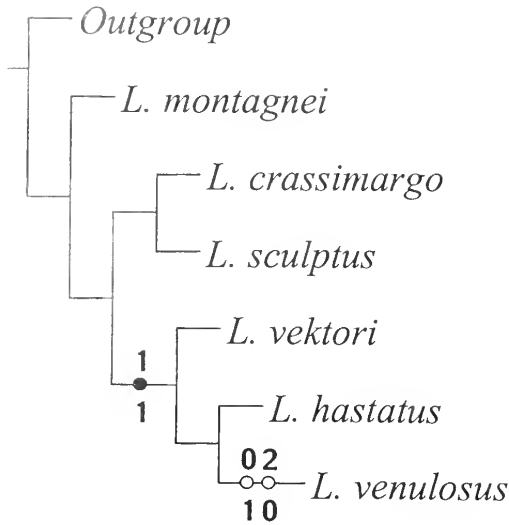 Outgroup
L. montagnei
L. crassimargo
L. sculptus
L. vektori
1
1
L. hastatus
0 2
L. venulosus
1 0